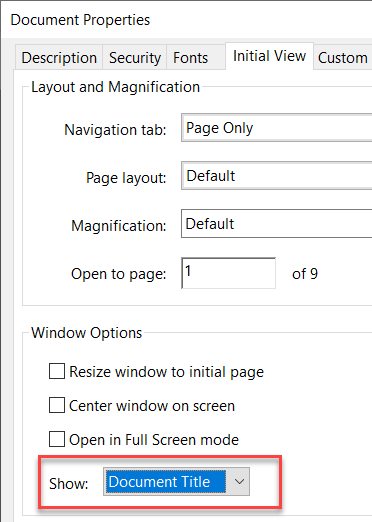 Document Properties
Description Security Fonts Initial View Custom
Layout and Magnification
Navigation tab: Page Only
Page layout: Default
Magnification: Default
Open to page: 1 of 9
Window Options
Resize window to initial page
Center window on screen
Open in Full Screen mode
Show: Document Title